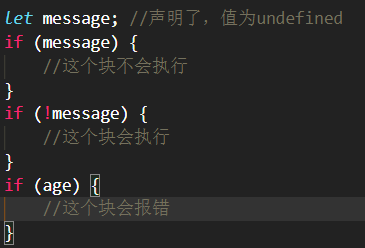 let message; //声明了，值为undefined
if (message) {
    //这个块不会执行
}
if (!message) {
    //这个块会执行
}
if (age) {
    //这个块会报错
}